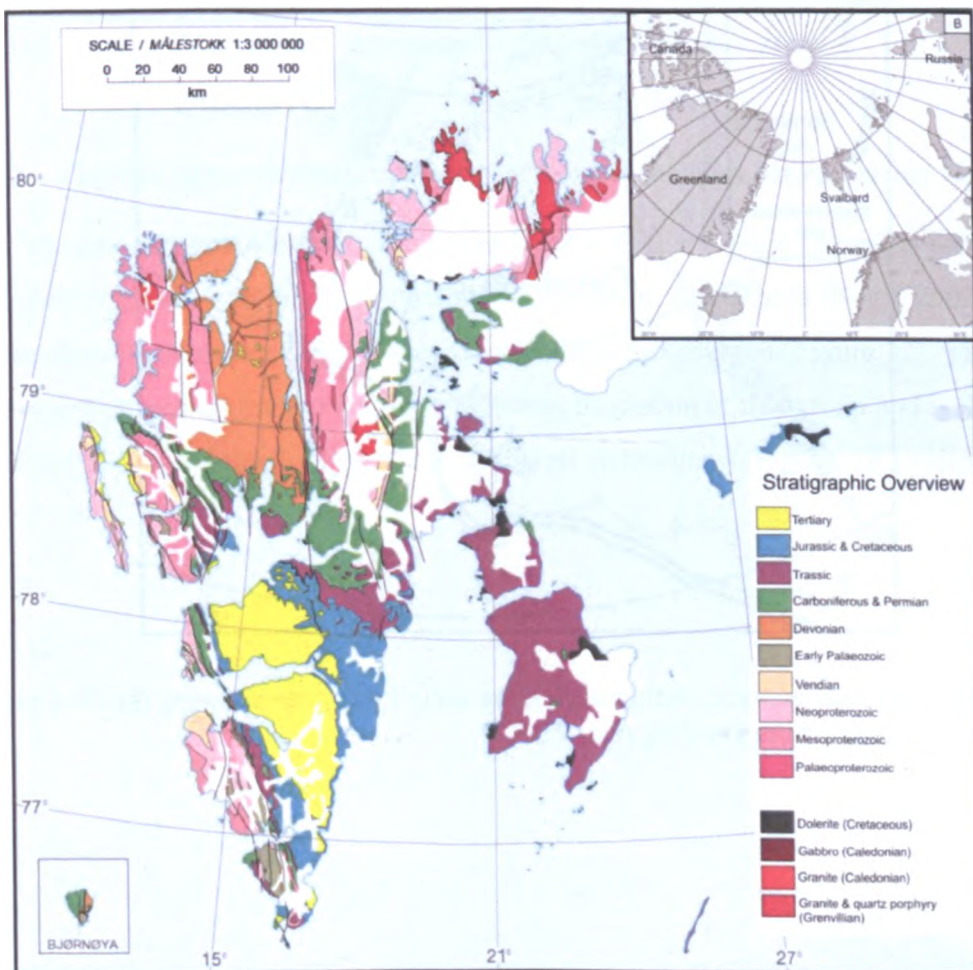 SCALE / MÅLESTOKK 1:3 000 000
0 20 40 60 80 100
km
B
Canada
Russia
Greenland
Svalbard
Norway
80°
79°
78°
77°
15°
21°
27°
BJØRNØYA
Stratigraphic Overview
Tertiary
Jurassic & Cretaceous
Trassic
Carboniferous & Permian
Devonian
Early Palaeozoic
Vendian
Neoproterozoic
Mesoproterozoic
Palaeoproterozoic
Dolerite (Cretaceous)
Gabbro (Caledonian)
Granite (Caledonian)
Granite & quartz porphyry
(Grenvillian)